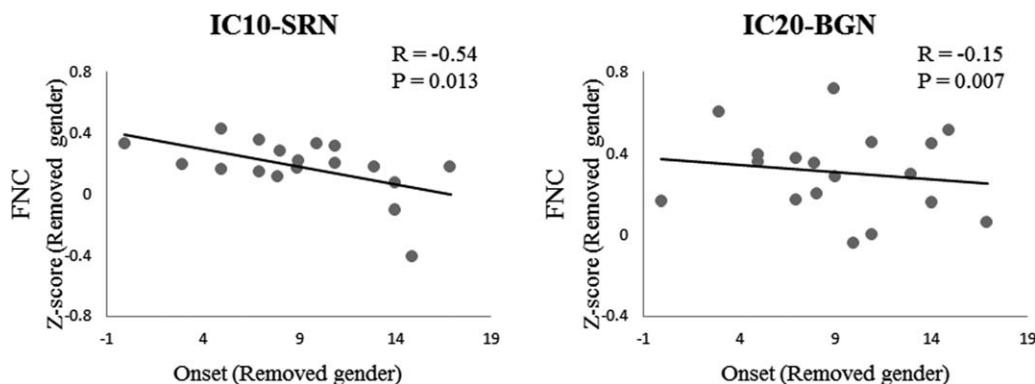 IC10-SRN
R = -0.54
P = 0.013
0.8
0.4
0
-0.4
-0.8
FNC
Z-score (Removed gender)
-1 4 9 14 19
Onset (Removed gender)
IC20-BGN
R = -0.15
P = 0.007
0.8
0.4
0
-0.4
FNC
Z-score (Removed gender)
-1 4 9 14 19
Onset (Removed gender)